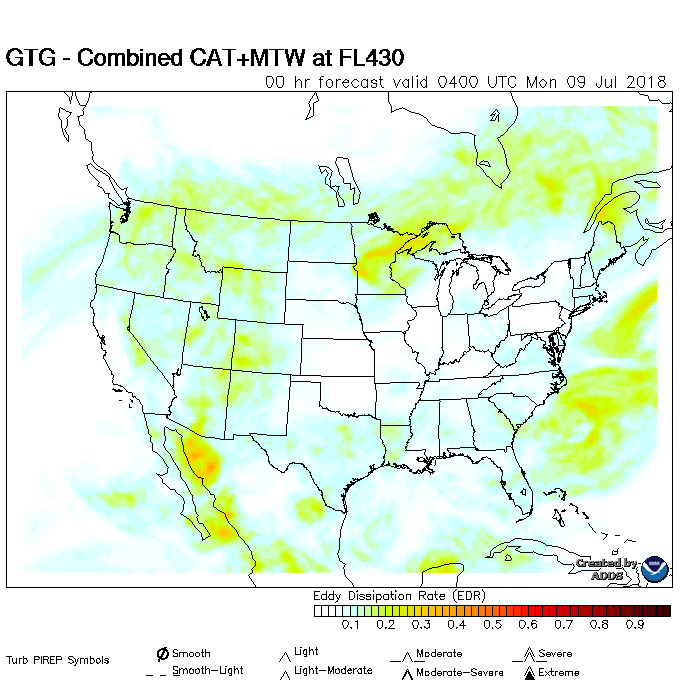 GTG - Combined CAT+MTW at FL430
00 hr forecast valid 0400 UTC Mon 09 Jul 2018
Created by
ADDS
Eddy Dissipation Rate (EDR)
0.1 0.2 0.3 0.4 0.5 0.6 0.7 0.8 0.9
Turb PIREP Symbols
Smooth Light Moderate Severe
Smooth-Light Light-Moderate Moderate-Severe Extreme